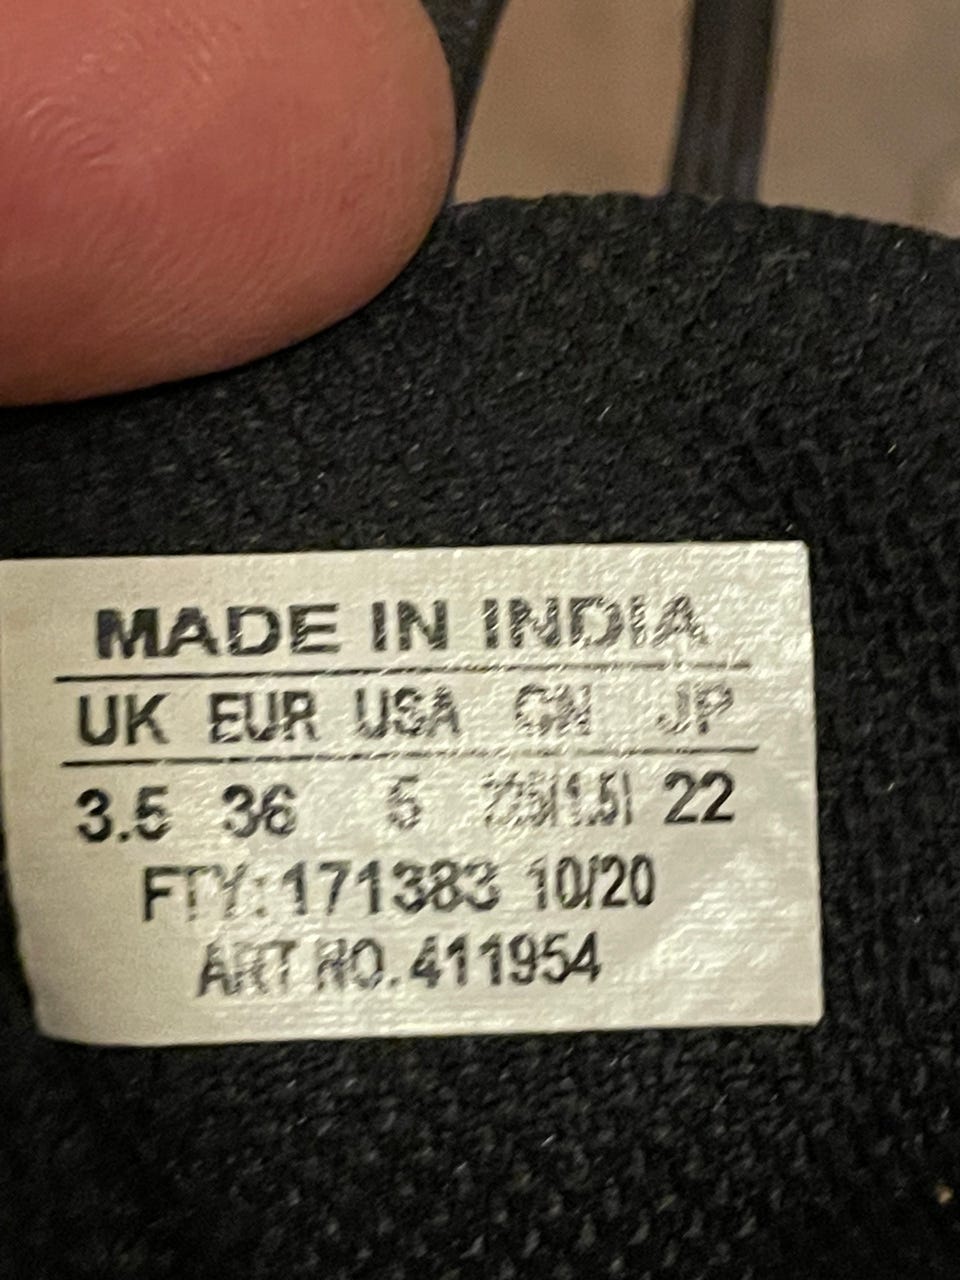 MADE IN INDIA
UK EUR USA CN JP
3.5 36 5 22
FTY: 171383 10/20
ART NO. 411954